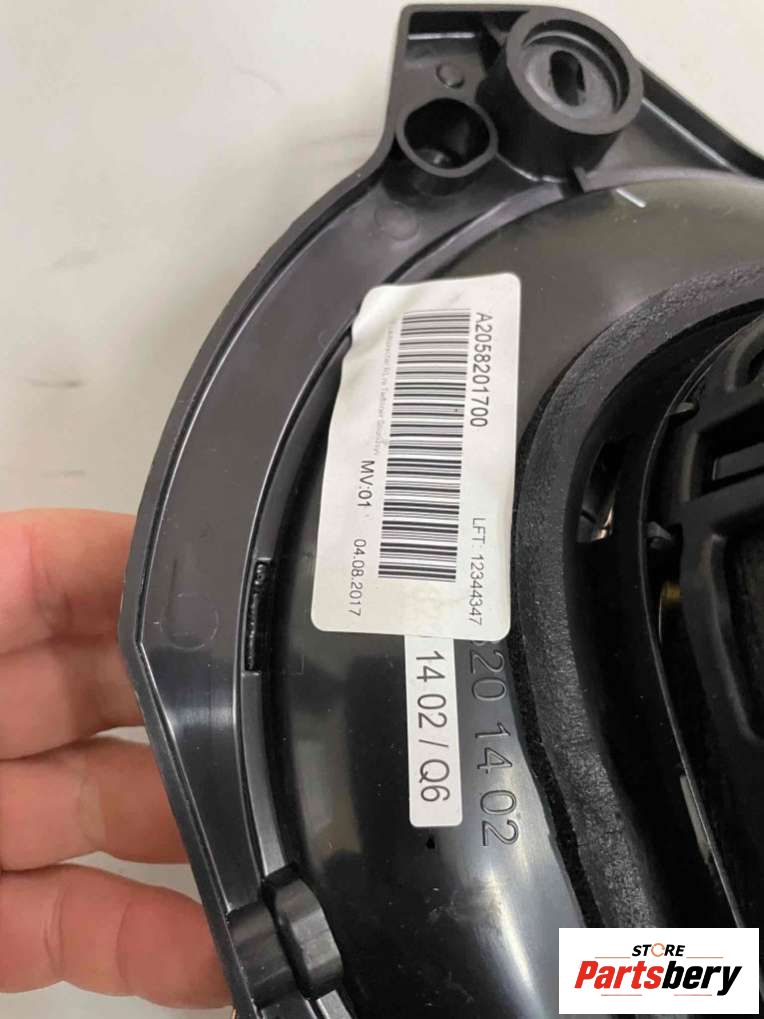 A2058201700
LFT: 12344347
MV:01
04.08.2017
14 02 / Q6
20 14 02
STORE
Partsbery